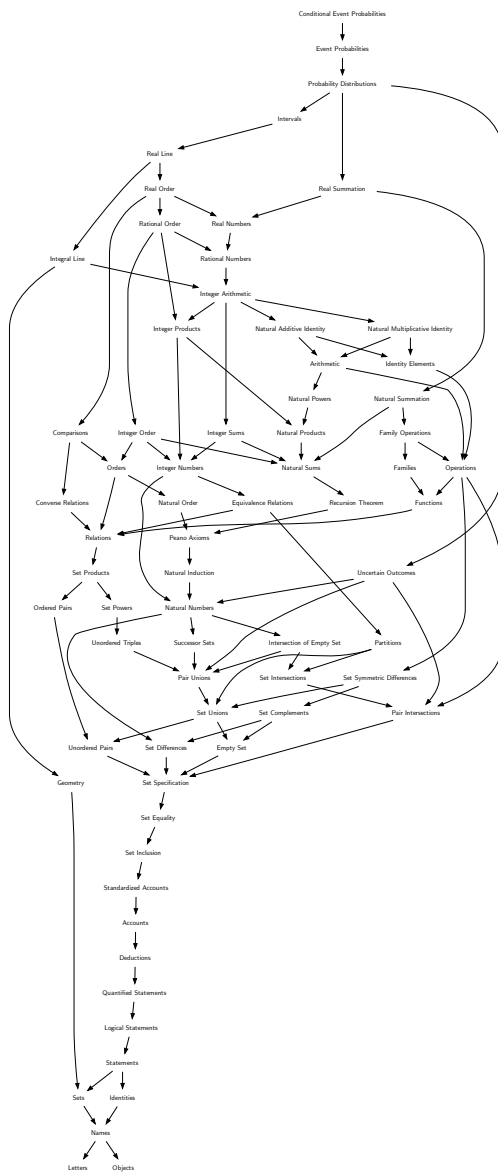 Conditional Event Probabilities
Event Probabilities
Probability Distributions
Intervals
Real Line
Real Order
Real Summation
Rational Order
Real Numbers
Integral Line
Rational Numbers
Integer Arithmetic
Integer Products
Natural Additive Identity
Natural Multiplicative Identity
Arithmetic
Identity Elements
Natural Powers
Natural Summation
Comparisons
Integer Order
Integer Sums
Natural Products
Family Operations
Orders
Integer Numbers
Natural Sums
Families
Operations
Converse Relations
Natural Order
Equivalence Relations
Recursion Theorem
Functions
Relations
Peano Axioms
Set Products
Natural Induction
Uncertain Outcomes
Ordered Pairs
Set Powers
Natural Numbers
Unordered Triples
Successor Sets
Intersection of Empty Set
Partitions
Pair Unions
Set Intersections
Set Symmetric Differences
Set Unions
Set Complements
Pair Intersections
Unordered Pairs
Set Differences
Empty Set
Geometry
Set Specification
Set Equality
Set Inclusion
Standardized Accounts
Accounts
Deductions
Quantified Statements
Logical Statements
Statements
Sets
Identities
Names
Letters
Objects